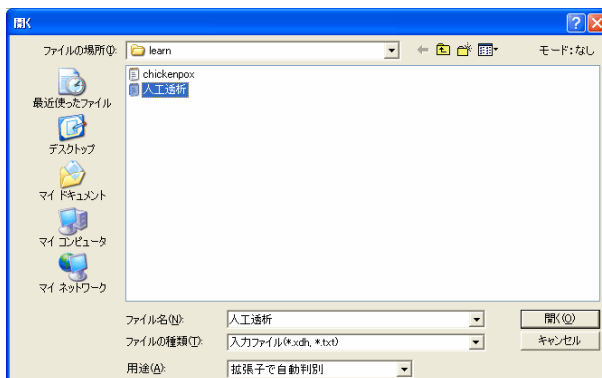 開く
ファイルの場所(I):
learn
モード:なし
chickenpox
人工透析
最近使ったファイル
デスクトップ
マイ ドキュメント
マイ コンピュータ
マイ ネットワーク
ファイル名(N):
人工透析
開く(O)
ファイルの種類(T):
入力ファイル(*.xdh, *.txt)
キャンセル
用途(A):
拡張子で自動判別